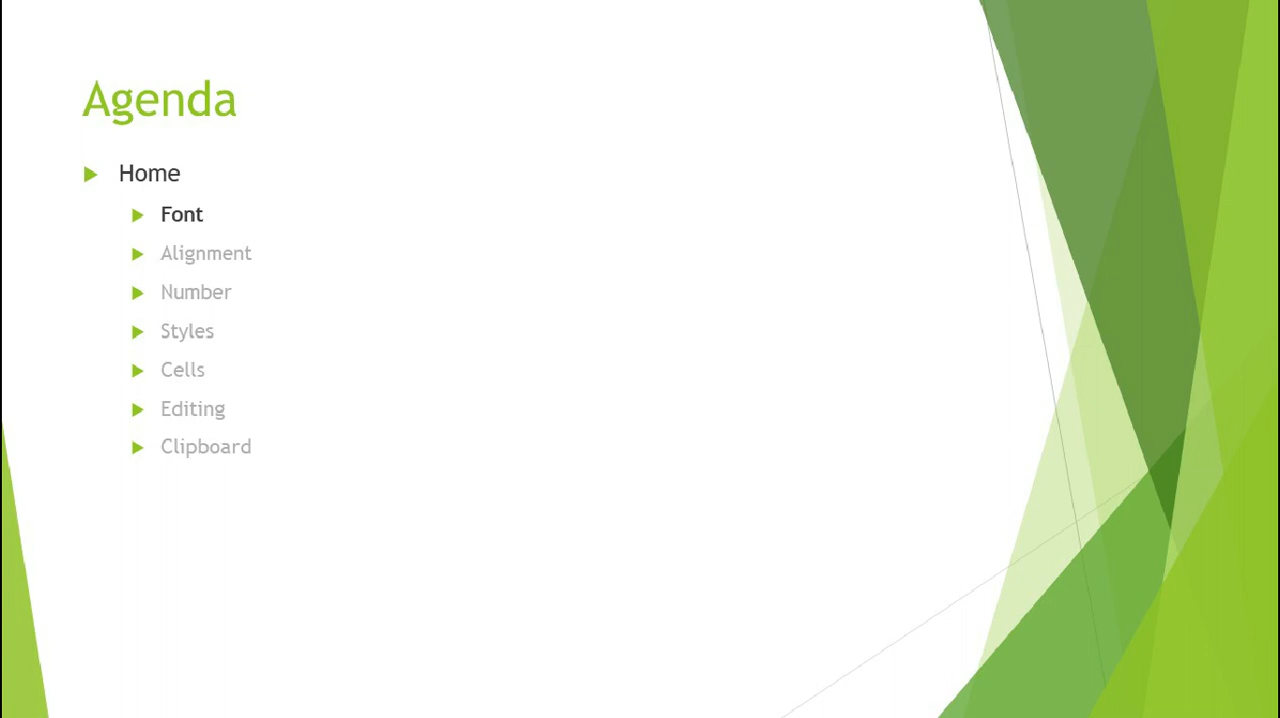 Agenda
Home
Font
Alignment
Number
Styles
Cells
Editing
Clipboard